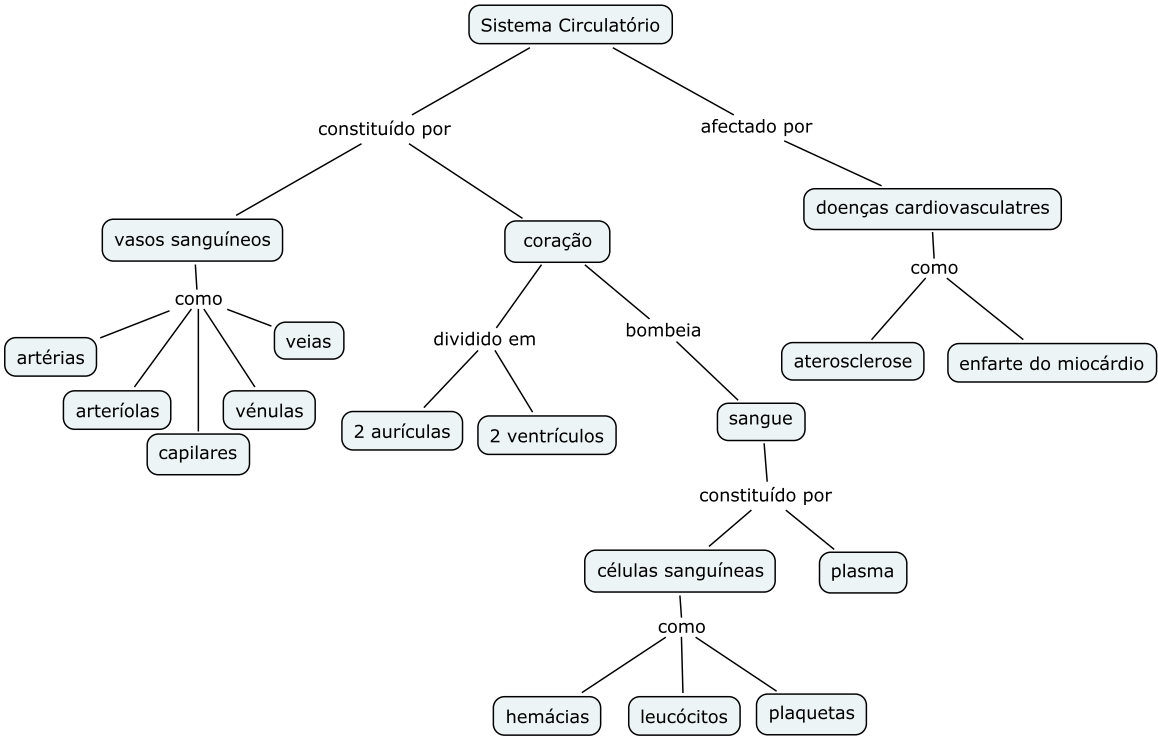 Sistema Circulatório
constituído por
afectado por
vasos sanguíneos
coração
doenças cardiovasculatres
como
como
artérias
arteríolas
capilares
vénulas
veias
dividido em
bombeia
2 aurículas
2 ventrículos
aterosclerose
enfarte do miocárdio
sangue
constituído por
células sanguíneas
plasma
como
hemácias
leucócitos
plaquetas